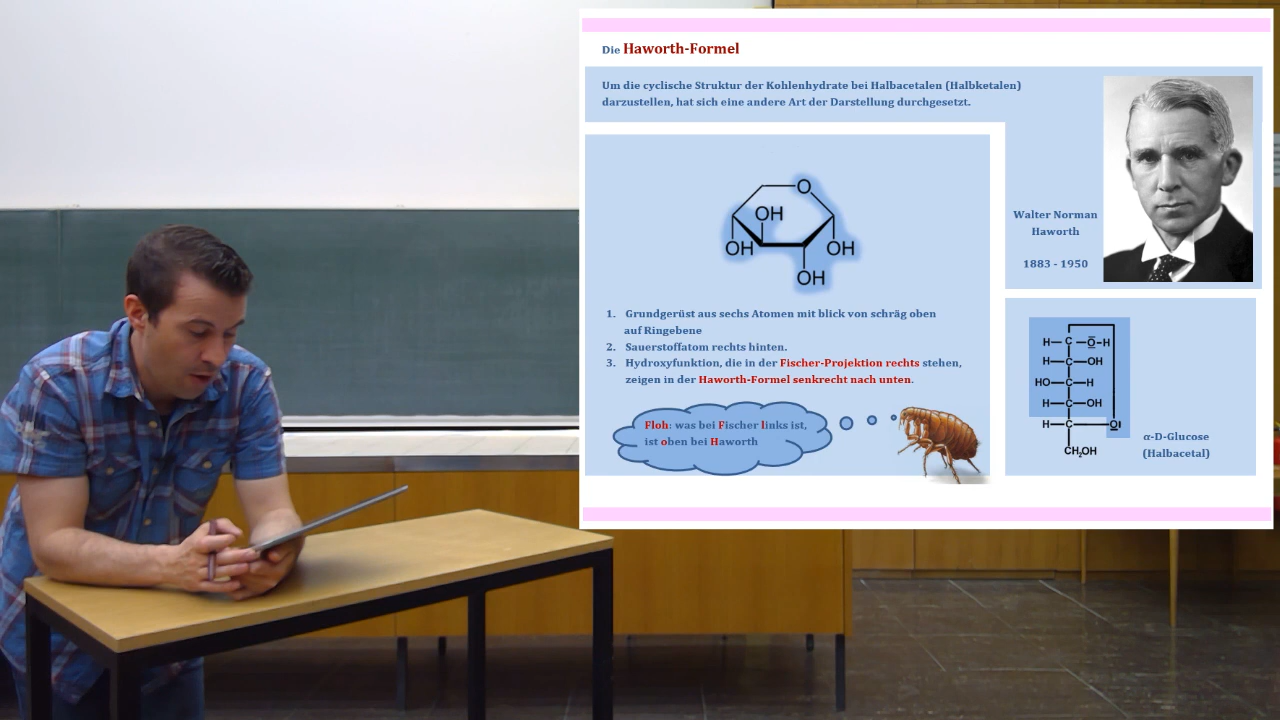 Die Haworth-Formel
Um die cyclische Struktur der Kohlenhydrate bei Halbacetalen (Halbketalen)
darzustellen, hat sich eine andere Art der Darstellung durchgesetzt.
O
OH
OH
OH
OH
1. Grundgerüst aus sechs Atomen mit blick von schräg oben
auf Ringebene
2. Sauerstoffatom rechts hinten.
3. Hydroxyfunktion, die in der Fischer-Projektion rechts stehen,
zeigen in der Haworth-Formel senkrecht nach unten.
Floh: was bei Fischer links ist,
ist oben bei Haworth
Walter Norman
Haworth
1883 - 1950
H–C–O–H
H–C–OH
HO–C–H
H–C–OH
H–C–O
CH2OH
α-D-Glucose
(Halbacetal)